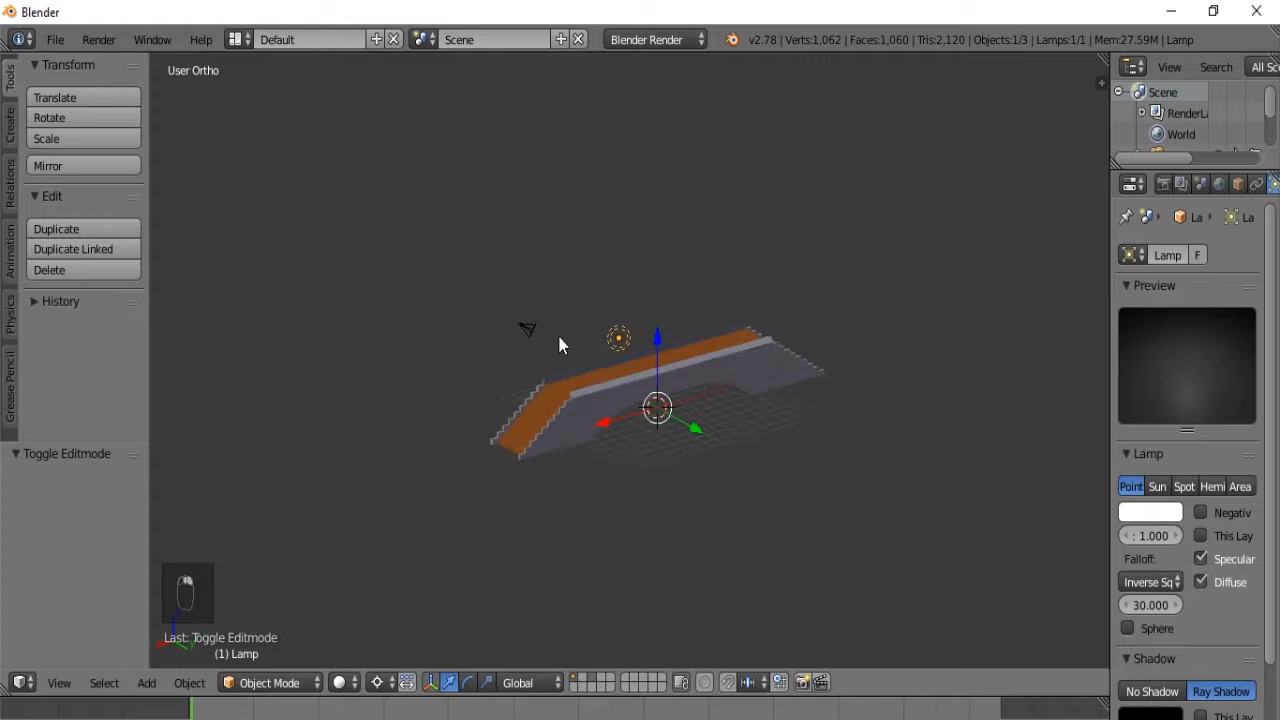 Blender
File Render Window Help Default Scene Blender Render v2.78 | Verts:1,062 | Faces:1,060 | Tris:2,120 | Objects:1/3 | Lamps:1/1 | Mem:27.59M | Lamp
Tools
Create
Relations
Animation
Physics
Grease Pencil
Transform
Translate
Rotate
Scale
Mirror
Edit
Duplicate
Duplicate Linked
Delete
History
Toggle Editmode
User Ortho
Last: Toggle Editmode
(1) Lamp
View Select Add Object Object Mode Global
View Search All Sc
Scene
RenderLa
World
La La
Lamp F
Preview
Lamp
Point Sun Spot Hemi Area
Negativ
: 1.000 This Lay
Falloff: Specular
Inverse Sq Diffuse
30.000
Sphere
Shadow
No Shadow Ray Shadow
This Lay